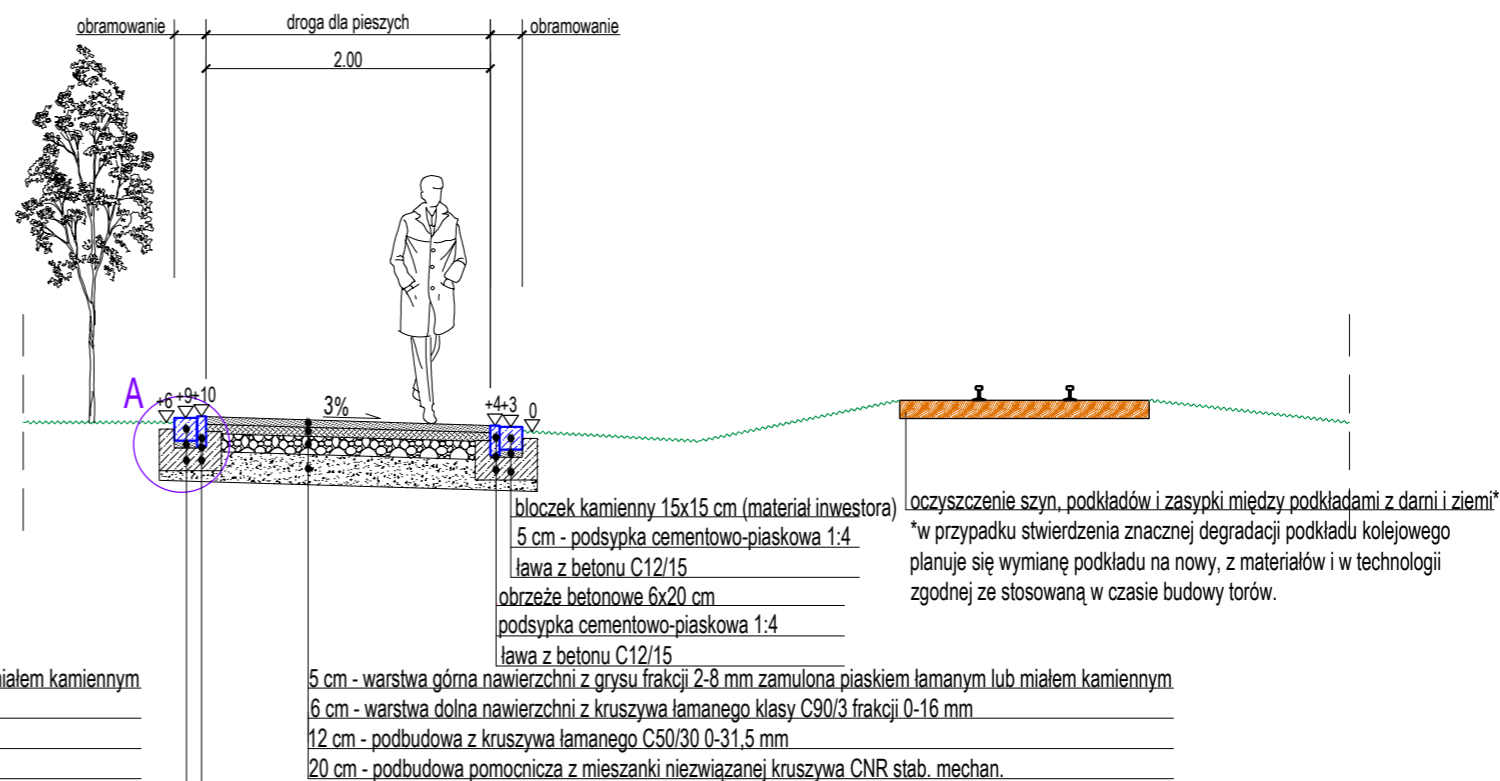 obramowanie
droga dla pieszych
obramowanie
2.00
A
+6
+9
+10
3%
+4
+3
0
bloczek kamienny 15x15 cm (materiał inwestora)
5 cm - podsypka cementowo-piaskowa 1:4
ława z betonu C12/15
obrzeże betonowe 6x20 cm
podsypka cementowo-piaskowa 1:4
ława z betonu C12/15
oczyszczenie szyn, podkładów i zasypki między podkładami z darni i ziemi*
*w przypadku stwierdzenia znacznej degradacji podkładu kolejowego
planuje się wymianę podkładu na nowy, z materiałów i w technologii
zgodnej ze stosowaną w czasie budowy torów.
miałem kamiennym
5 cm - warstwa górna nawierzchni z grysu frakcji 2-8 mm zamulona piaskiem łamanym lub miałem kamiennym
6 cm - warstwa dolna nawierzchni z kruszywa łamanego klasy C90/3 frakcji 0-16 mm
12 cm - podbudowa z kruszywa łamanego C50/30 0-31,5 mm
20 cm - podbudowa pomocnicza z mieszanki niezwiązanej kruszywa CNR stab. mechan.